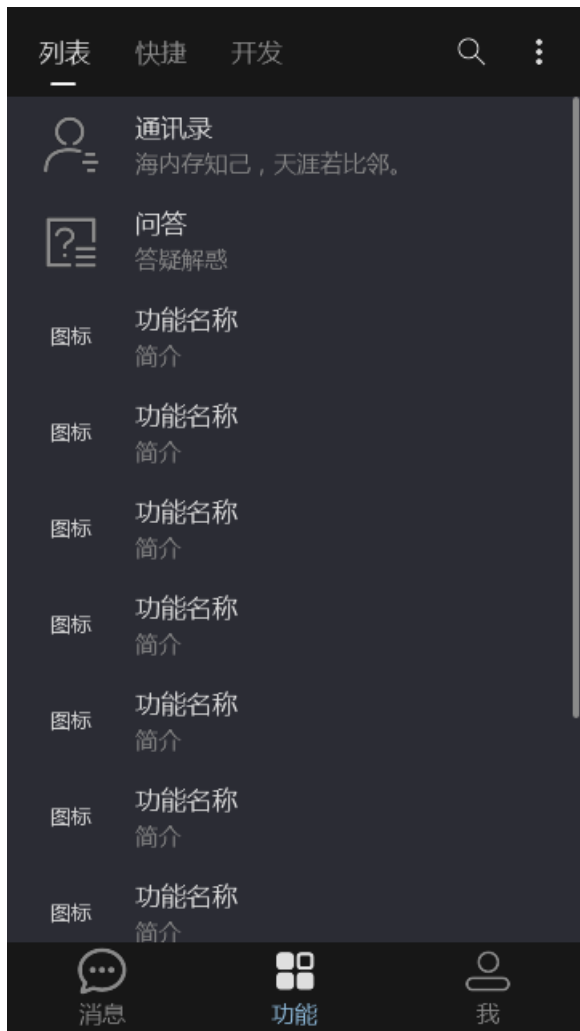 列表 快捷 开发
通讯录
海内存知己，天涯若比邻。
问答
答疑解惑
功能名称
图标
简介
功能名称
图标
简介
功能名称
图标
简介
功能名称
图标
简介
功能名称
图标
简介
功能名称
图标
简介
功能名称
图标
简介
消息 功能 我